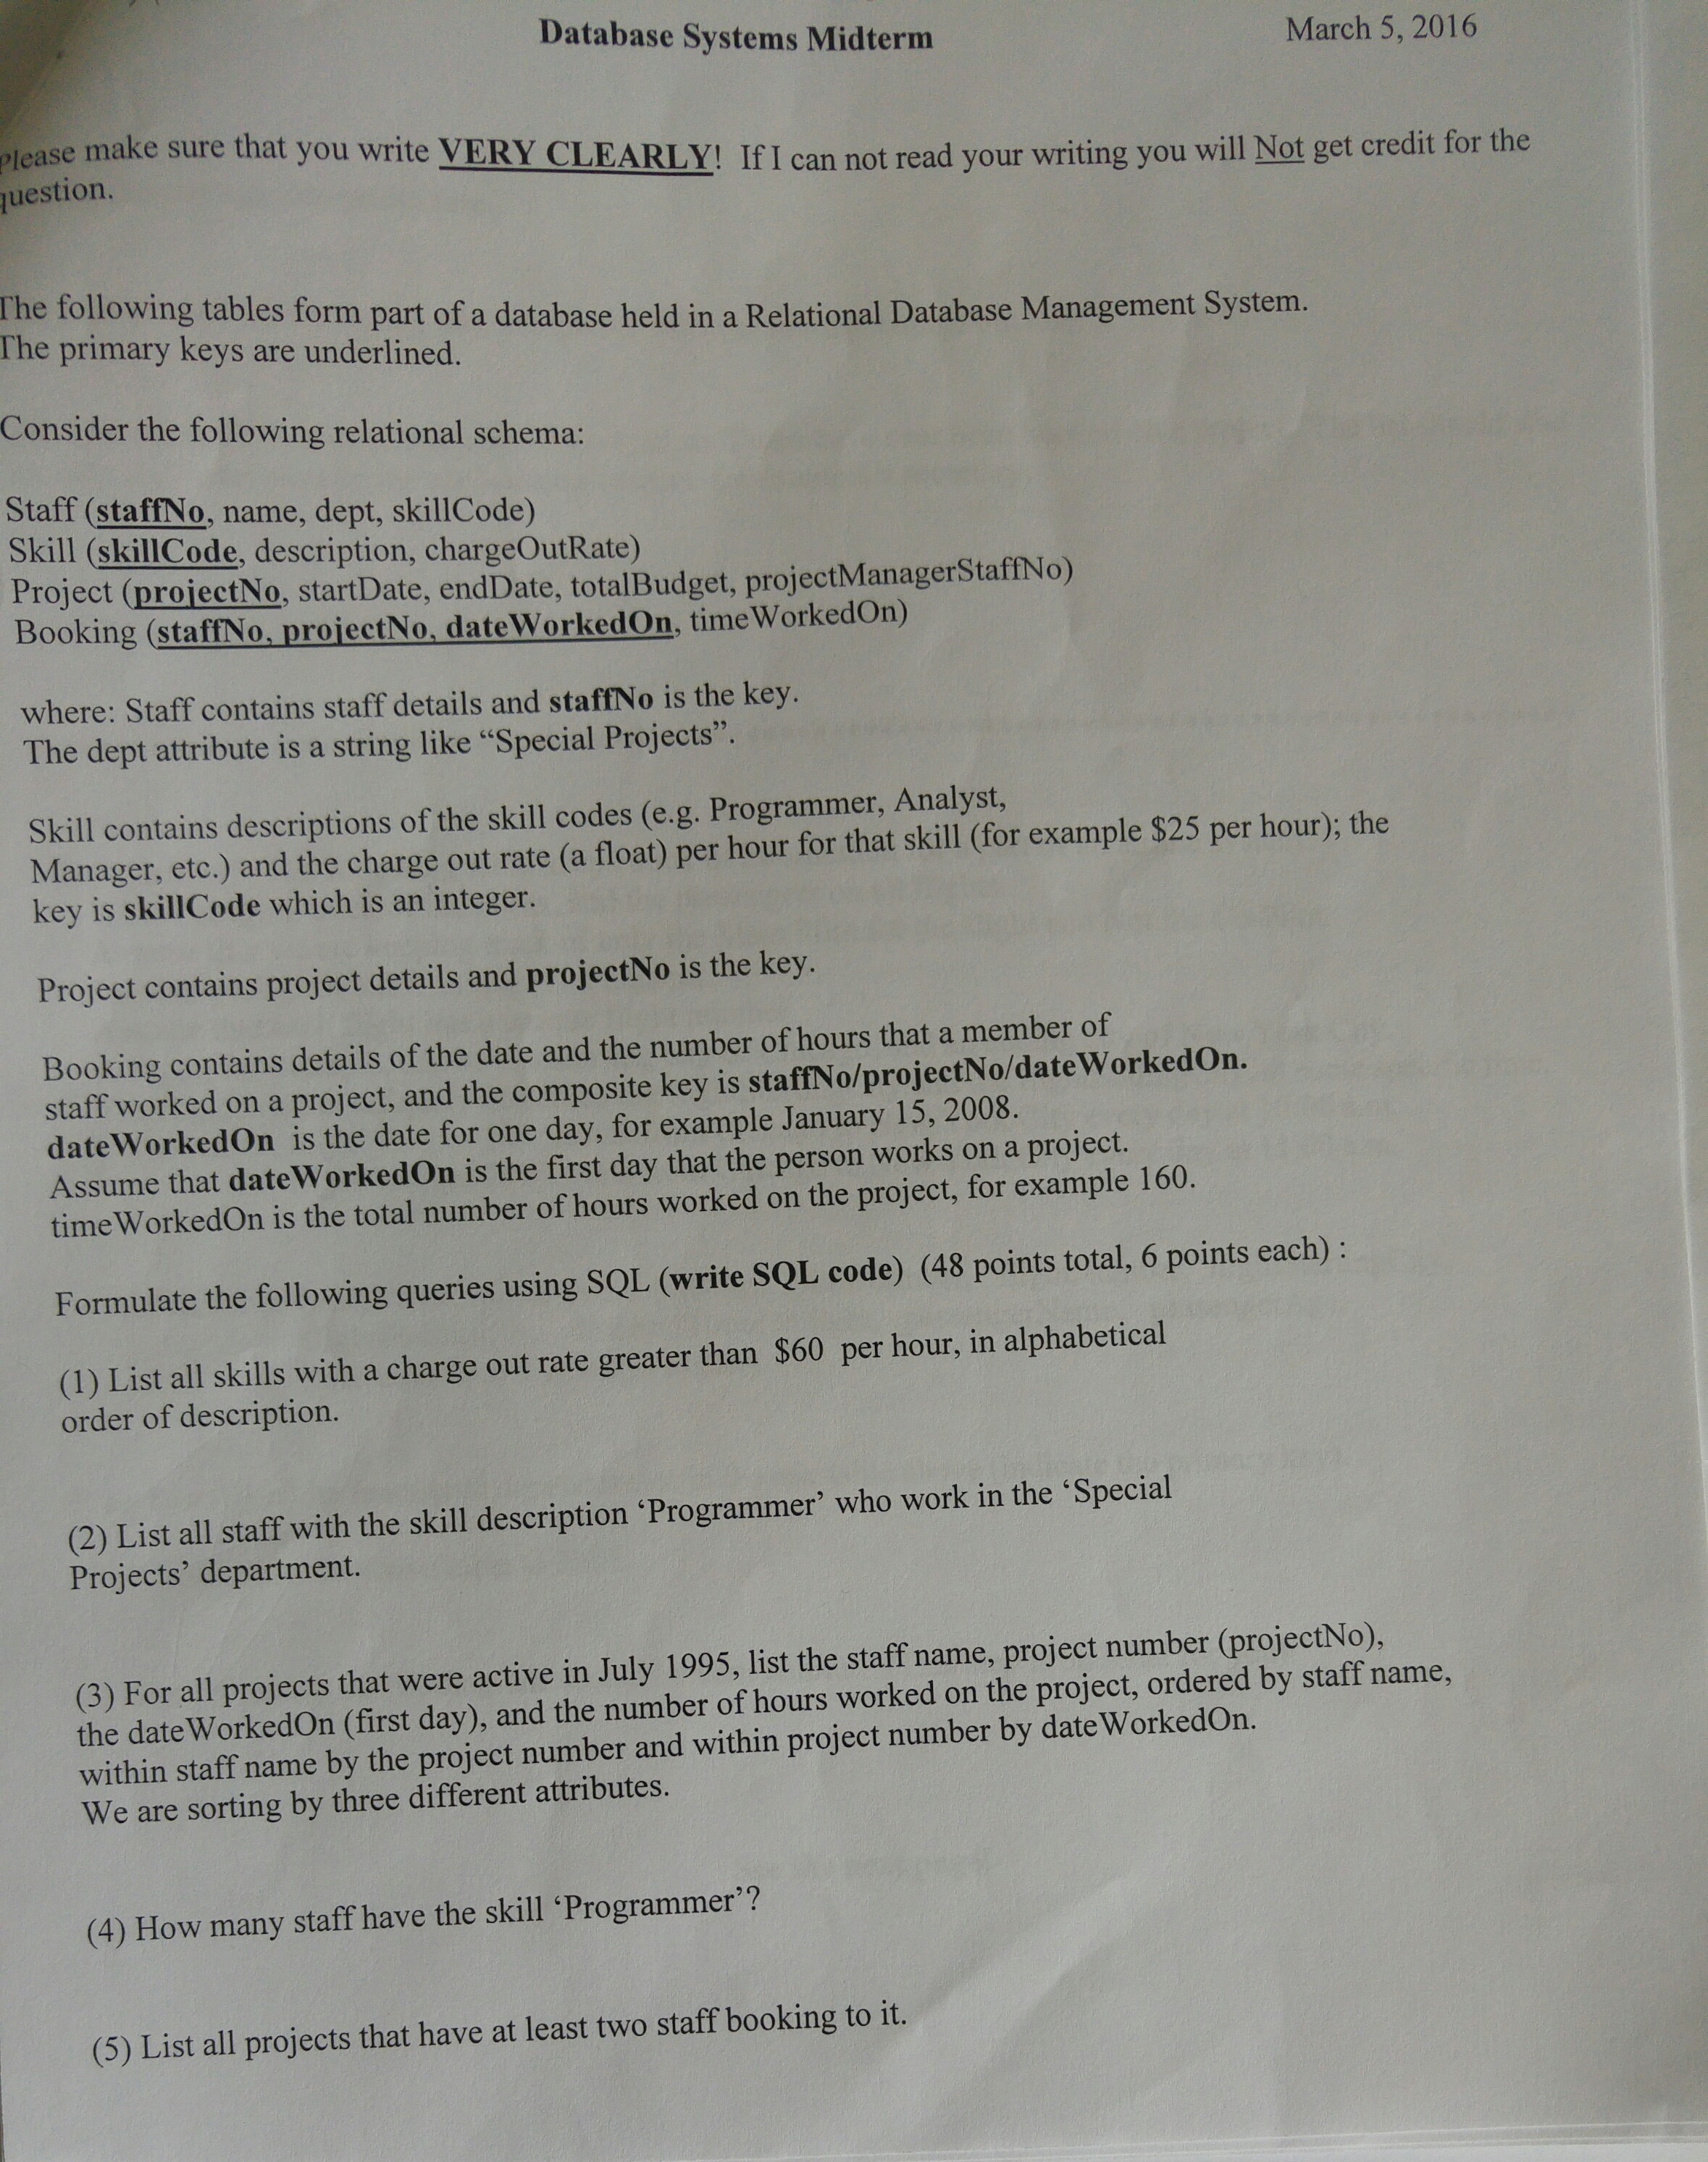 Database Systems Midterm March 5, 2016
Please make sure that you write VERY CLEARLY! If I can not read your writing you will Not get credit for the
question.
The following tables form part of a database held in a Relational Database Management System.
The primary keys are underlined.
Consider the following relational schema:
Staff (staffNo, name, dept, skillCode)
Skill (skillCode, description, chargeOutRate)
Project (projectNo, startDate, endDate, totalBudget, projectManagerStaffNo)
Booking (staffNo, projectNo, dateWorkedOn, timeWorkedOn)
where: Staff contains staff details and staffNo is the key.
The dept attribute is a string like “Special Projects”.
Skill contains descriptions of the skill codes (e.g. Programmer, Analyst,
Manager, etc.) and the charge out rate (a float) per hour for that skill (for example $25 per hour); the
key is skillCode which is an integer.
Project contains project details and projectNo is the key.
Booking contains details of the date and the number of hours that a member of
staff worked on a project, and the composite key is staffNo/projectNo/dateWorkedOn.
dateWorkedOn is the date for one day, for example January 15, 2008.
Assume that dateWorkedOn is the first day that the person works on a project.
timeWorkedOn is the total number of hours worked on the project, for example 160.
Formulate the following queries using SQL (write SQL code) (48 points total, 6 points each) :
(1) List all skills with a charge out rate greater than $60 per hour, in alphabetical
order of description.
(2) List all staff with the skill description ‘Programmer’ who work in the ‘Special
Projects’ department.
(3) For all projects that were active in July 1995, list the staff name, project number (projectNo),
the dateWorkedOn (first day), and the number of hours worked on the project, ordered by staff name,
within staff name by the project number and within project number by dateWorkedOn.
We are sorting by three different attributes.
(4) How many staff have the skill ‘Programmer’?
(5) List all projects that have at least two staff booking to it.